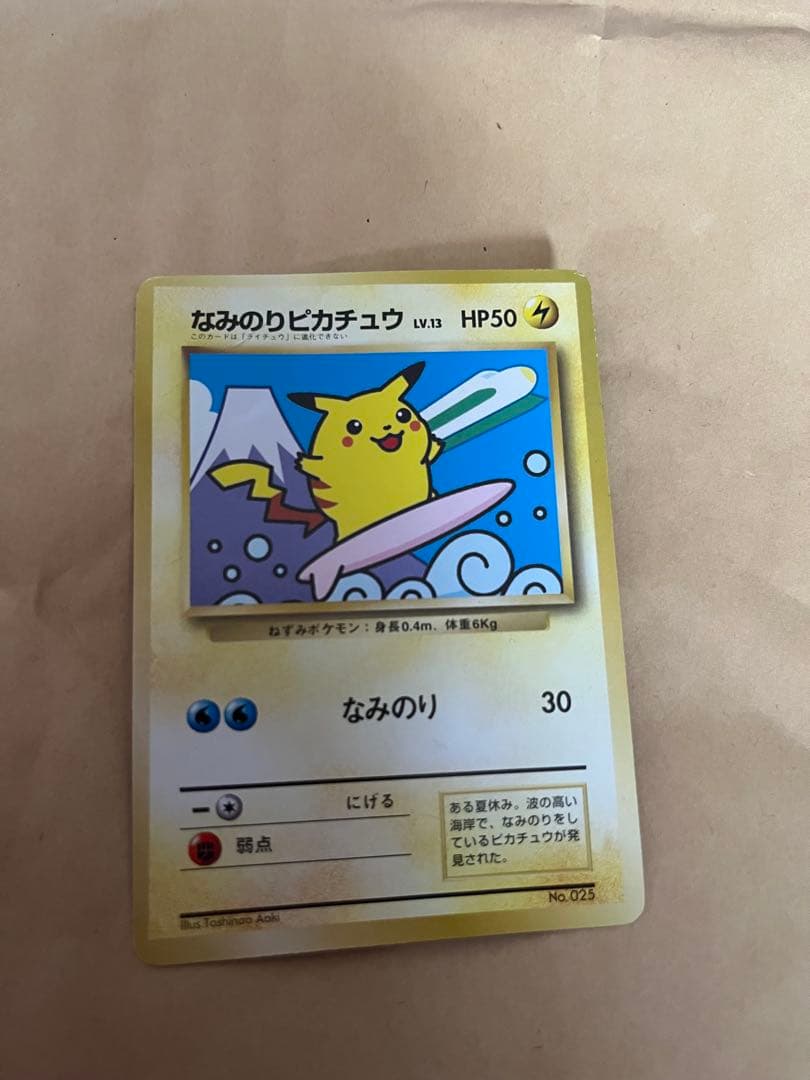 なみのりピカチュウ LV.13 HP50
このカードは「ライチュウ」に進化できない
ねずみポケモン：身長0.4m、体重6Kg
なみのり 30
にげる
弱点
ある夏休み。波の高い
海岸で、なみのりをし
ているピカチュウが発
見された。
No.025
Illus.Toshinao Aoki